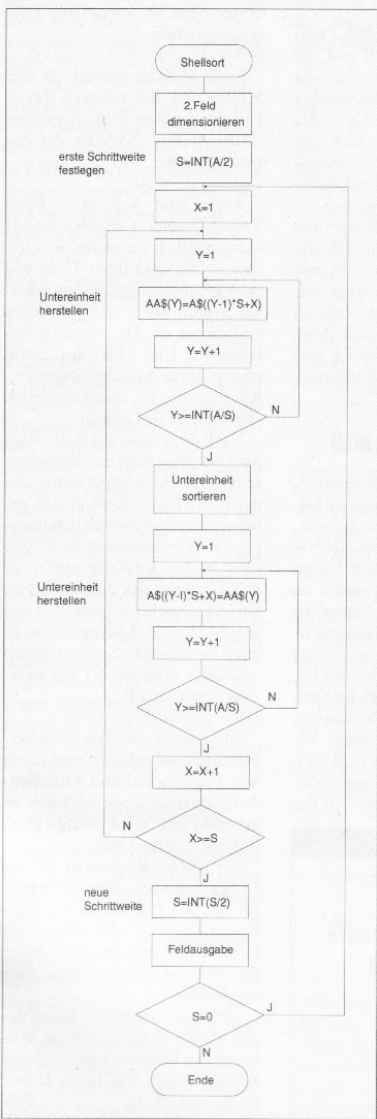 Shellsort
2.Feld
dimensionieren
erste Schrittweite
festlegen
S=INT(A/2)
X=1
Y=1
Untereinheit
herstellen
AA$(Y)=A$((Y-1)*S+X)
Y=Y+1
Y>=INT(A/S)
N
J
Untereinheit
sortieren
Y=1
Untereinheit
herstellen
A$((Y-I)*S+X)=AA$(Y)
Y=Y+1
Y>=INT(A/S)
N
J
X=X+1
N
X>=S
J
neue
Schrittweite
S=INT(S/2)
Feldausgabe
S=0
J
N
Ende